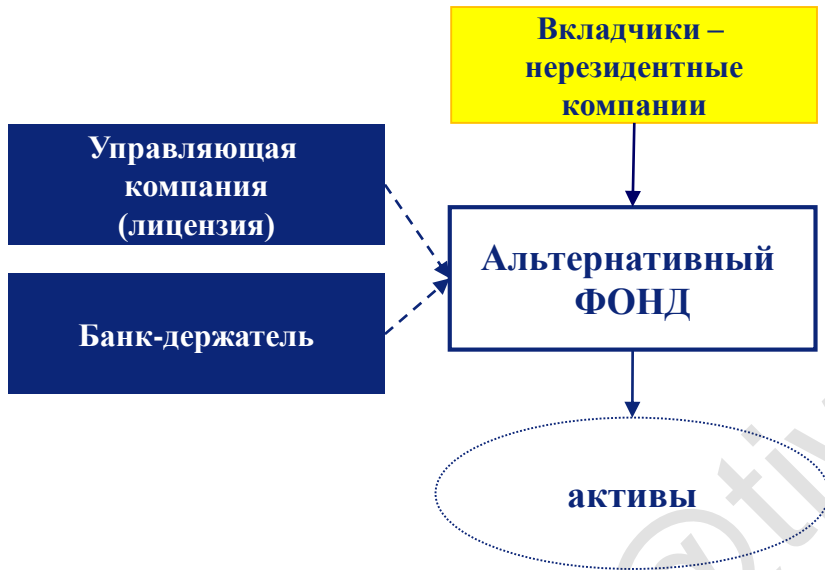 Вкладчики –
нерезидентные
компании
Управляющая
компания
(лицензия)
Альтернативный
ФОНД
Банк-держатель
активы